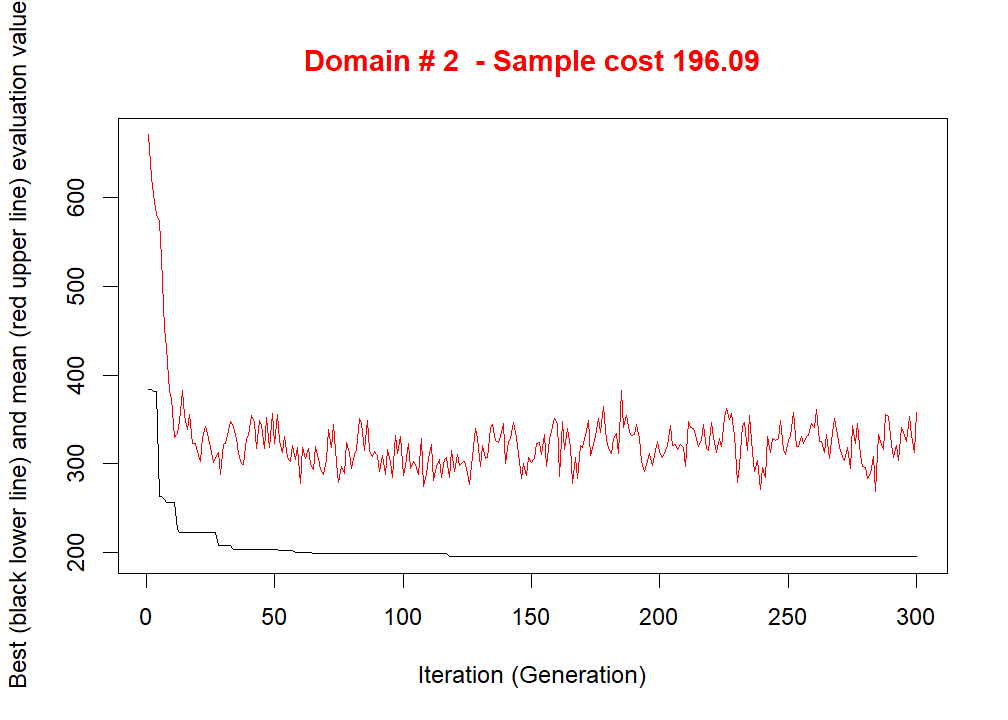 Domain # 2  - Sample cost 196.09
Best (black lower line) and mean (red upper line) evaluation value
600
500
400
300
200
0 50 100 150 200 250 300
Iteration (Generation)